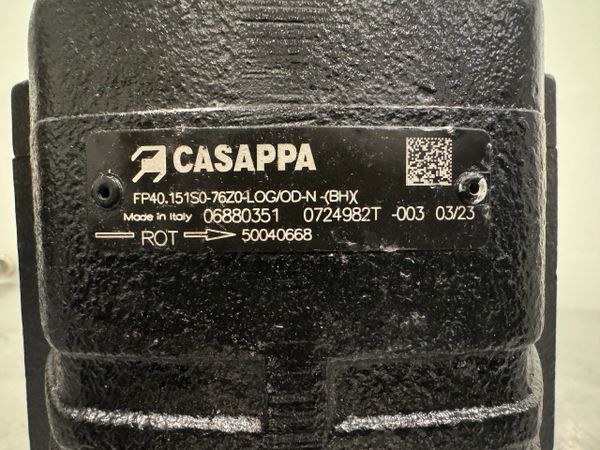 CASAPPA
FP40.151S0-76Z0-LOG/OD-N -(BH)(
Made in Italy 06880351 0724982T -003 03/23
ROT 50040668